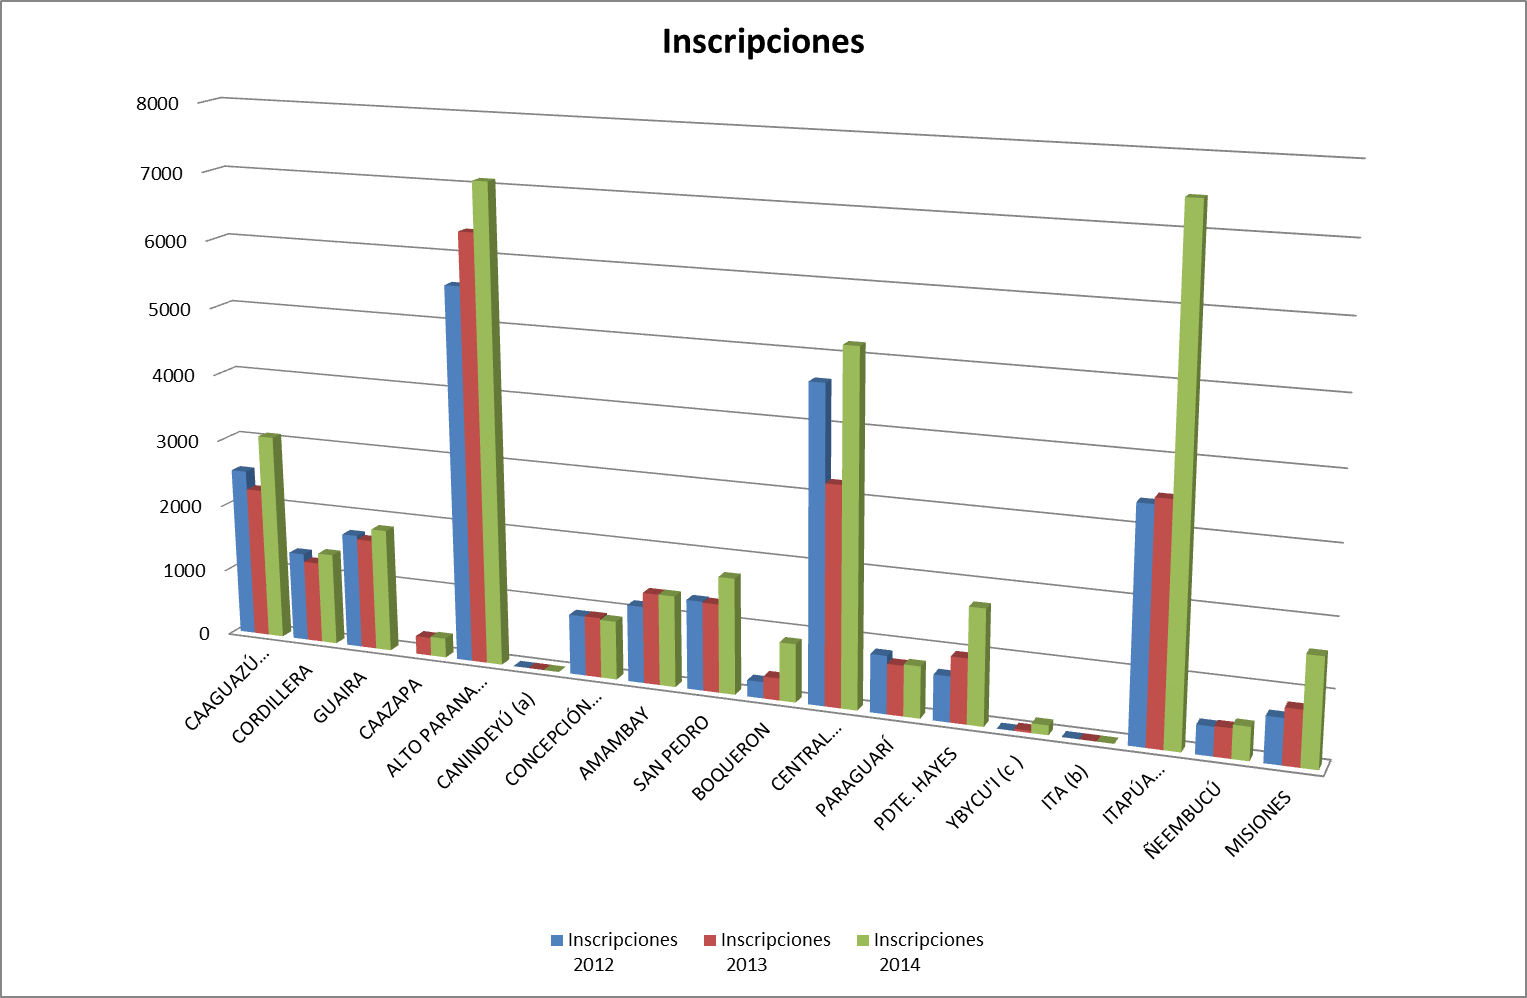 Inscripciones
8000
7000
6000
5000
4000
3000
2000
1000
0
CAAGUAZÚ...
CORDILLERA
GUAIRA
CAAZAPA
ALTO PARANA...
CANINDEYÚ (a)
CONCEPCIÓN...
AMAMBAY
SAN PEDRO
BOQUERON
CENTRAL...
PARAGUARÍ
PDTE. HAYES
YBYCU'I (c )
ITA (b)
ITAPÚA...
ÑEEMBUCÚ
MISIONES
Inscripciones
2012
Inscripciones
2013
Inscripciones
2014